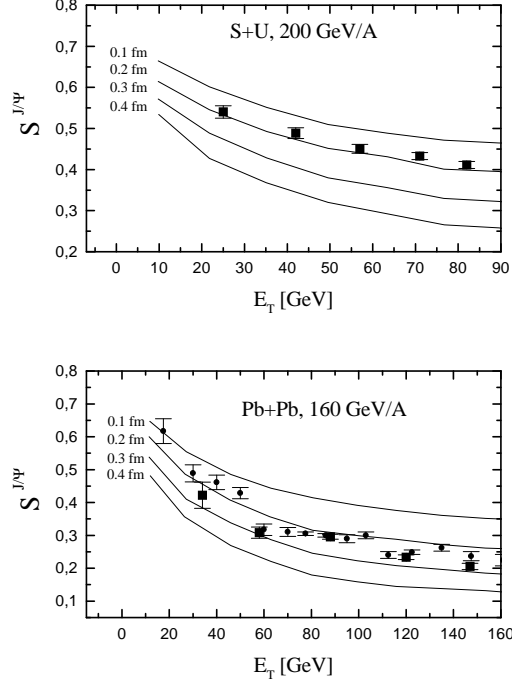 0,8
S+U, 200 GeV/A
0,7
0.1 fm
0.2 fm
0.3 fm
0.4 fm
0,6
0,5
0,4
0,3
0,2
S J/Ψ
0 10 20 30 40 50 60 70 80 90
E_T [GeV]
0,8
0,7
Pb+Pb, 160 GeV/A
0.1 fm
0.2 fm
0.3 fm
0.4 fm
0,6
0,5
0,4
0,3
0,2
0,1
S J/Ψ
0 20 40 60 80 100 120 140 160
E_T [GeV]